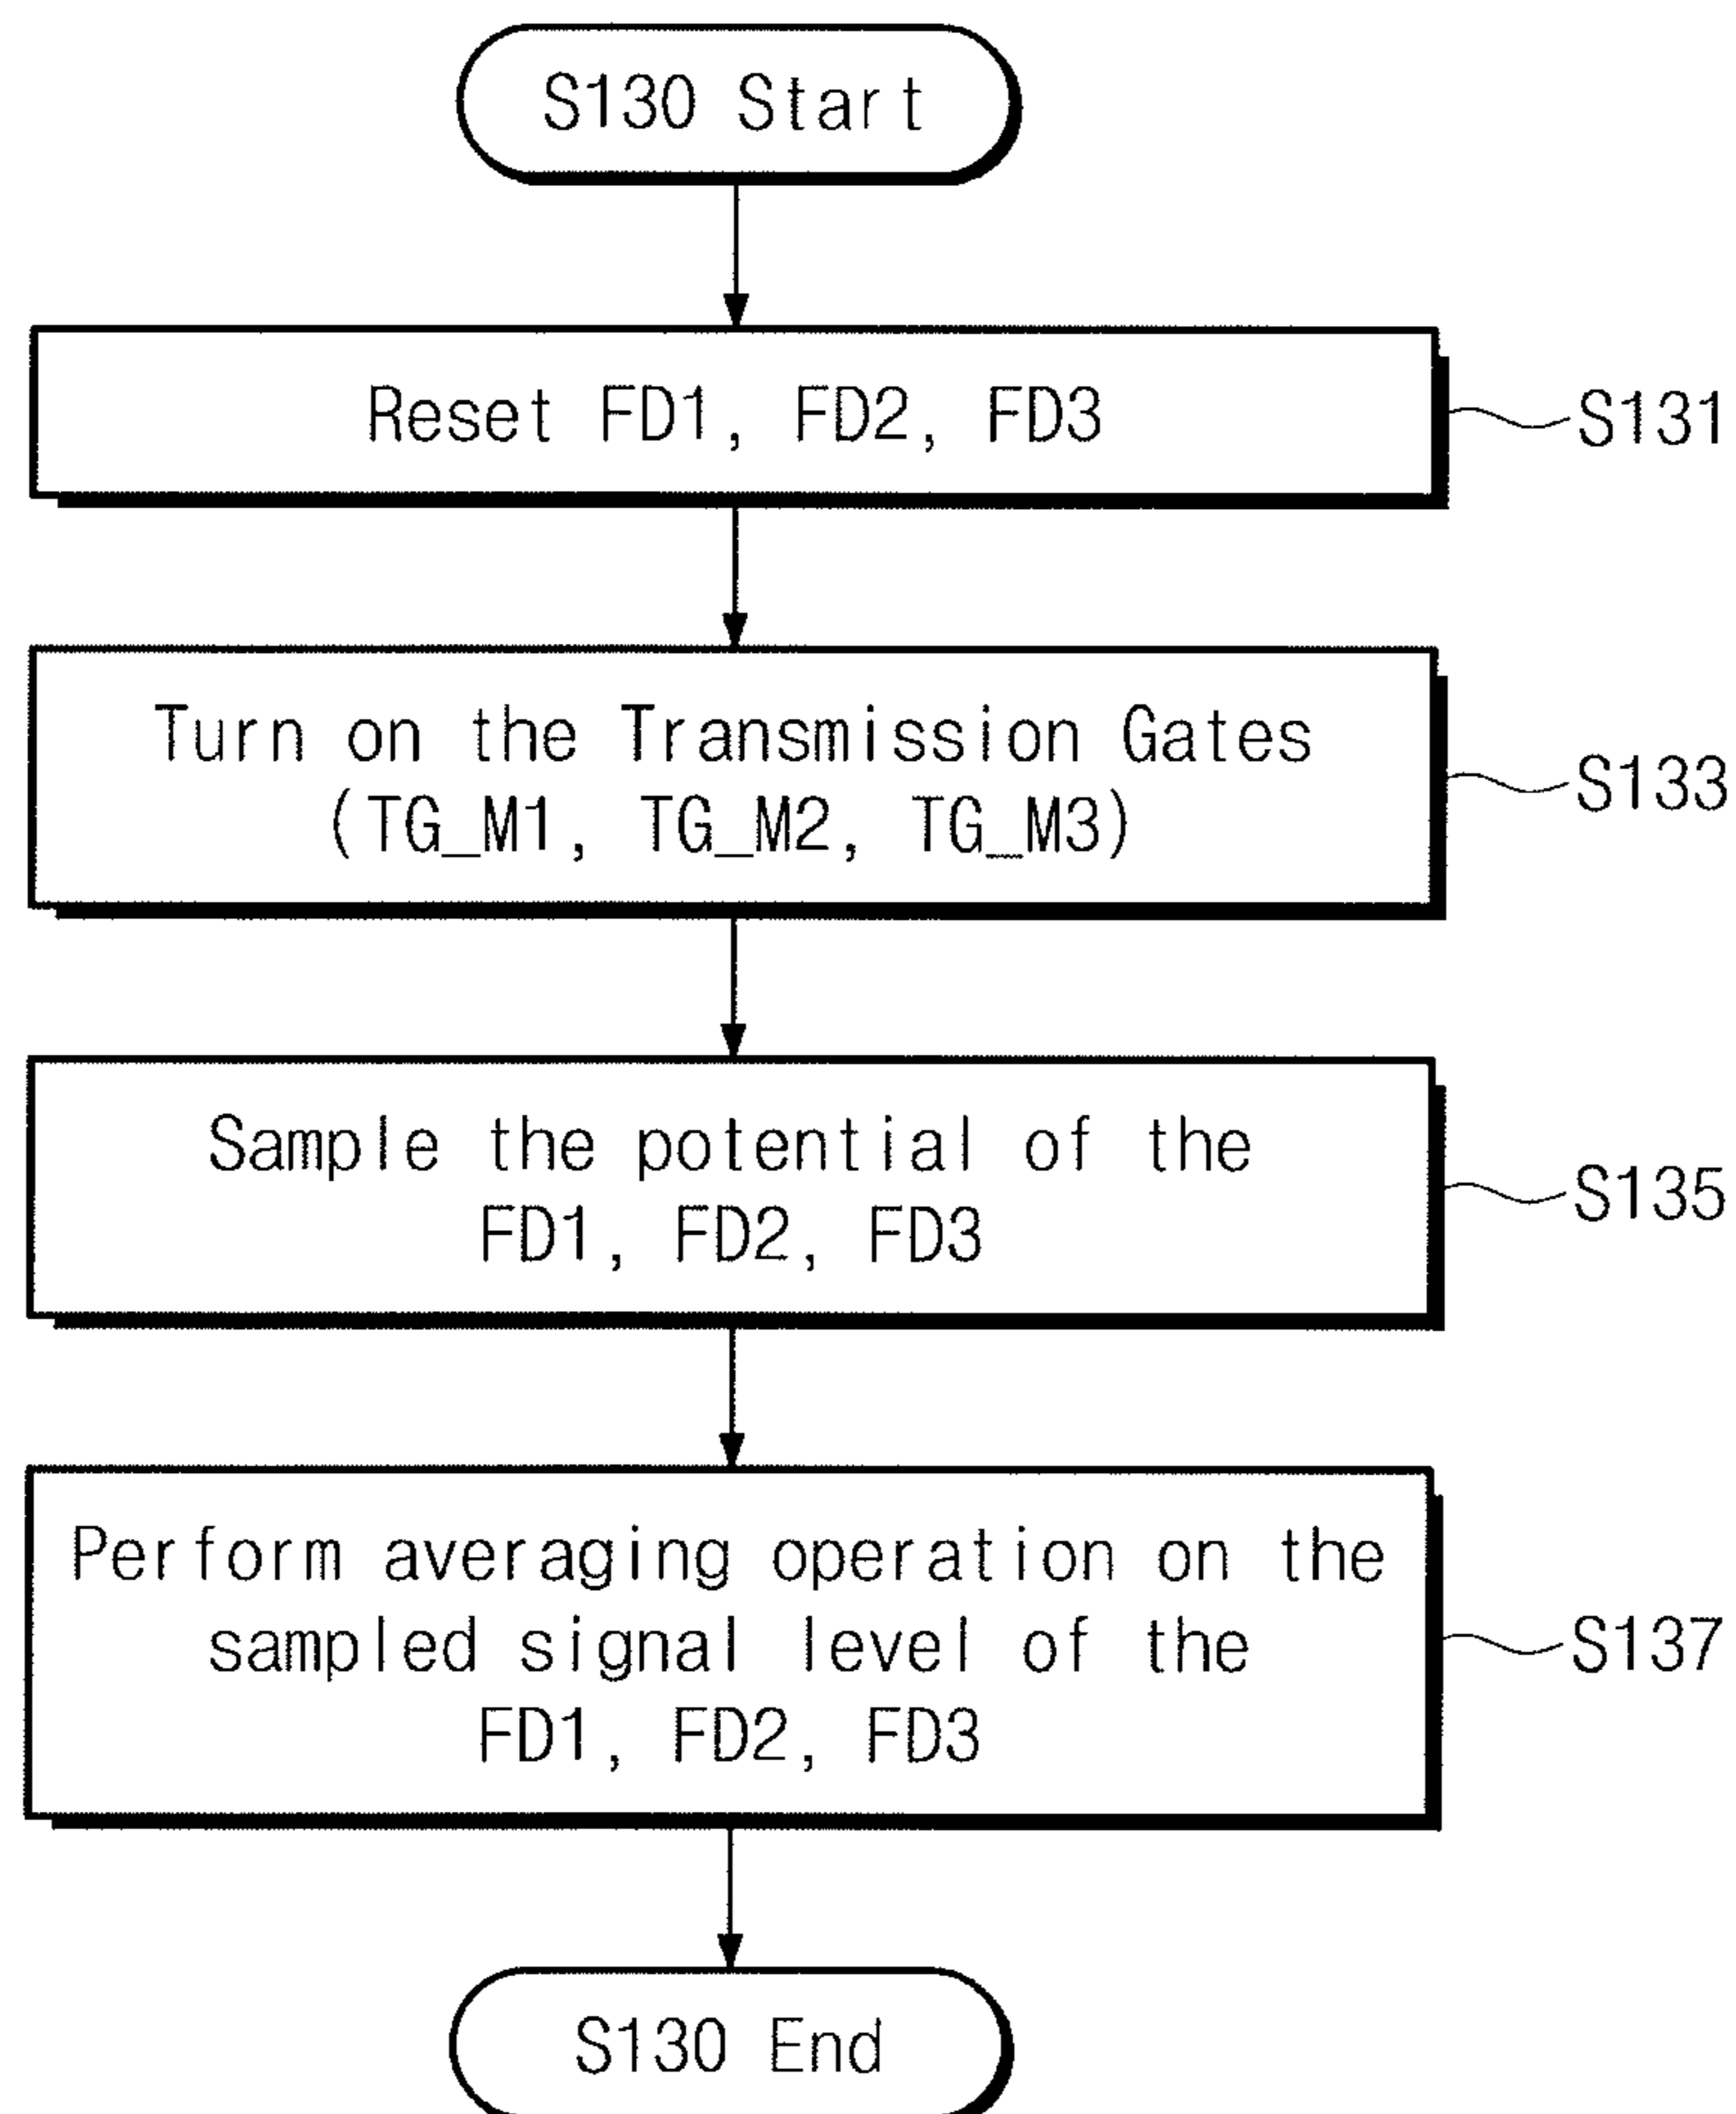 S130 Start
Reset FD1, FD2, FD3
S131
Turn on the Transmission Gates
(TG_M1, TG_M2, TG_M3)
S133
Sample the potential of the
FD1, FD2, FD3
S135
Perform averaging operation on the
sampled signal level of the
FD1, FD2, FD3
S137
S130 End